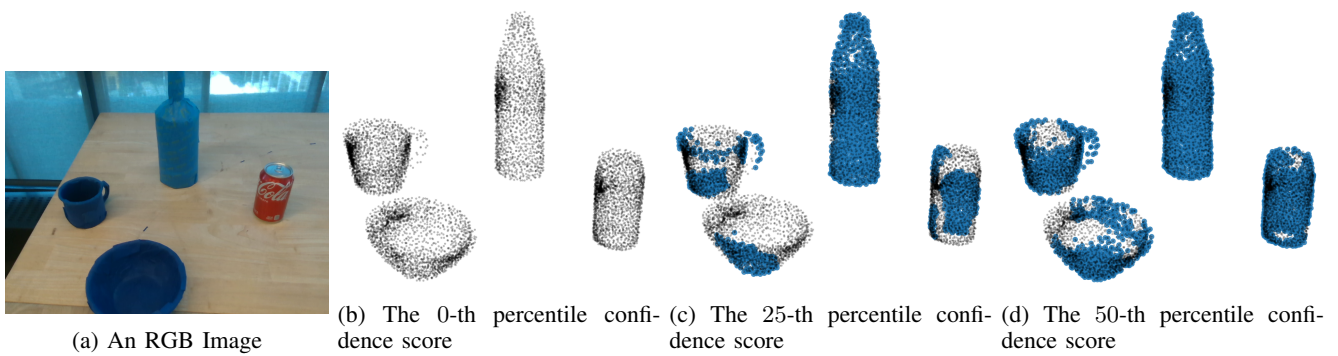 Coca
Cola
(a) An RGB Image
(b) The 0-th percentile confi-
dence score
(c) The 25-th percentile confi-
dence score
(d) The 50-th percentile confi-
dence score